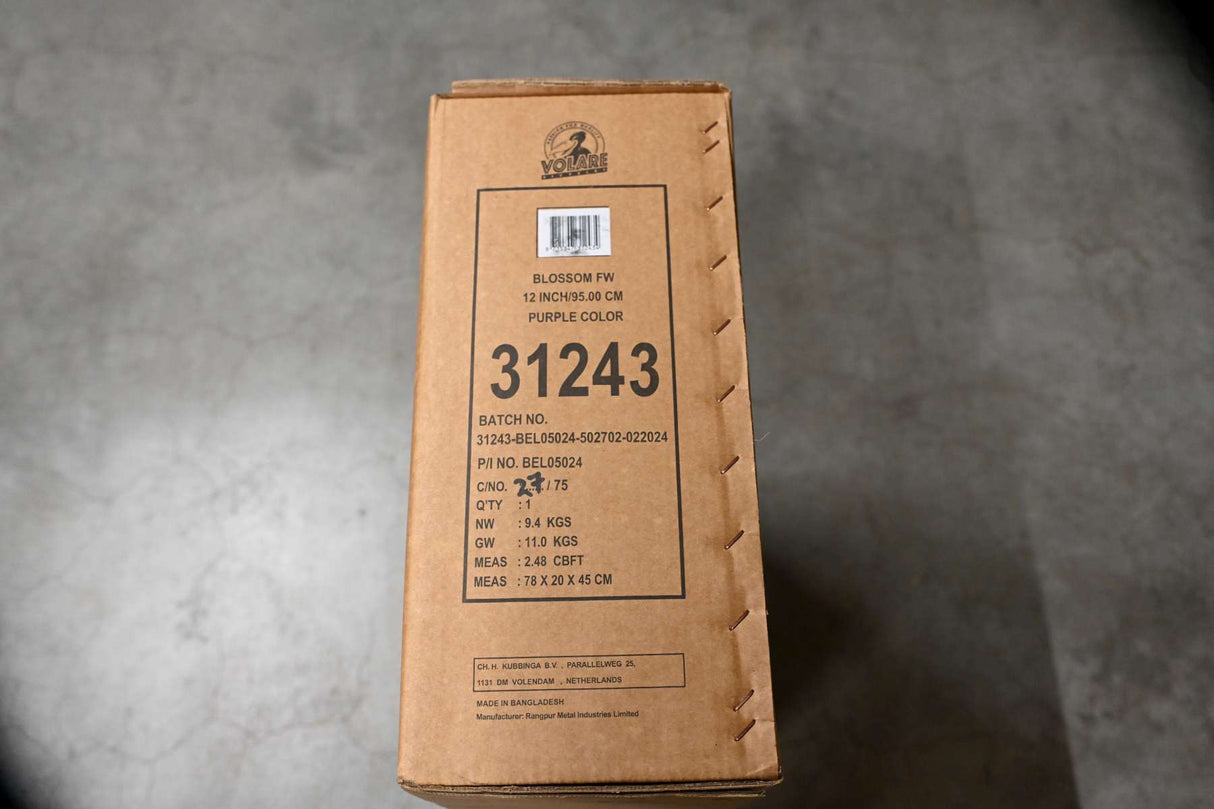 VOLARE
BLOSSOM FW
12 INCH/95.00 CM
PURPLE COLOR
31243
BATCH NO.
31243-BEL05024-502702-022024
P/I NO. BEL05024
C/NO. 27 / 75
Q'TY : 1
NW : 9.4 KGS
GW : 11.0 KGS
MEAS : 2.48 CBFT
MEAS : 78 X 20 X 45 CM
CH. H. KUBBINGA B.V. , PARALLELWEG 25,
1131 DM VOLENDAM , NETHERLANDS
MADE IN BANGLADESH
Manufacturer: Rangpur Metal Industries Limited